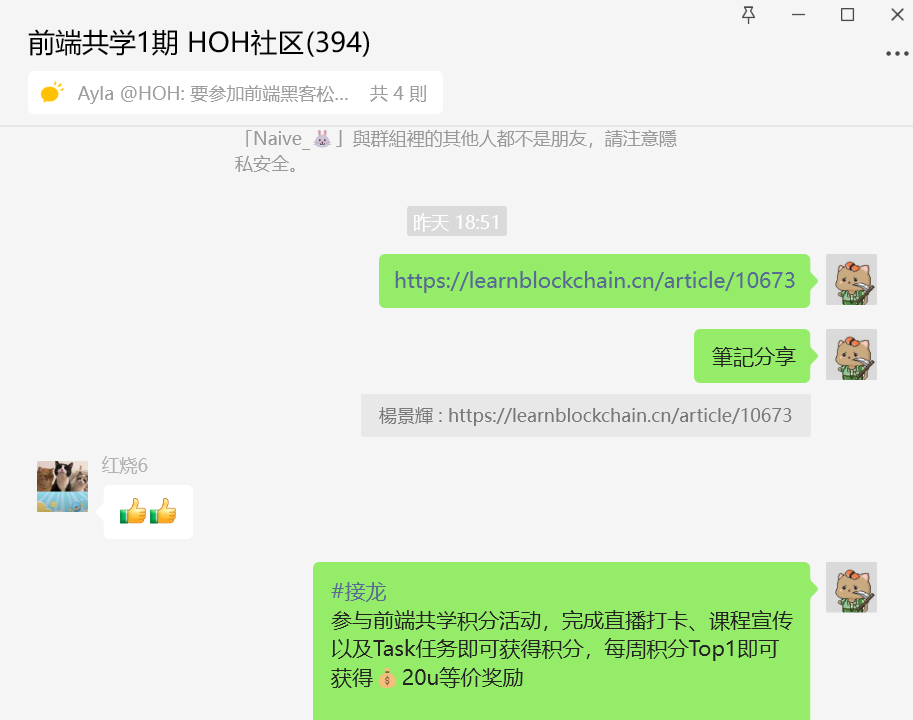 前端共学1期 HOH社区(394)
Ayla @HOH: 要参加前端黑客松... 共 4 則
「Naive_🐰」與群組裡的其他人都不是朋友，請注意隱
私安全。
昨天 18:51
https://learnblockchain.cn/article/10673
筆記分享
楊景輝 : https://learnblockchain.cn/article/10673
红烧6
👍👍
#接龙
参与前端共学积分活动，完成直播打卡、课程宣传
以及Task任务即可获得积分，每周积分Top1即可
获得💰20u等价奖励